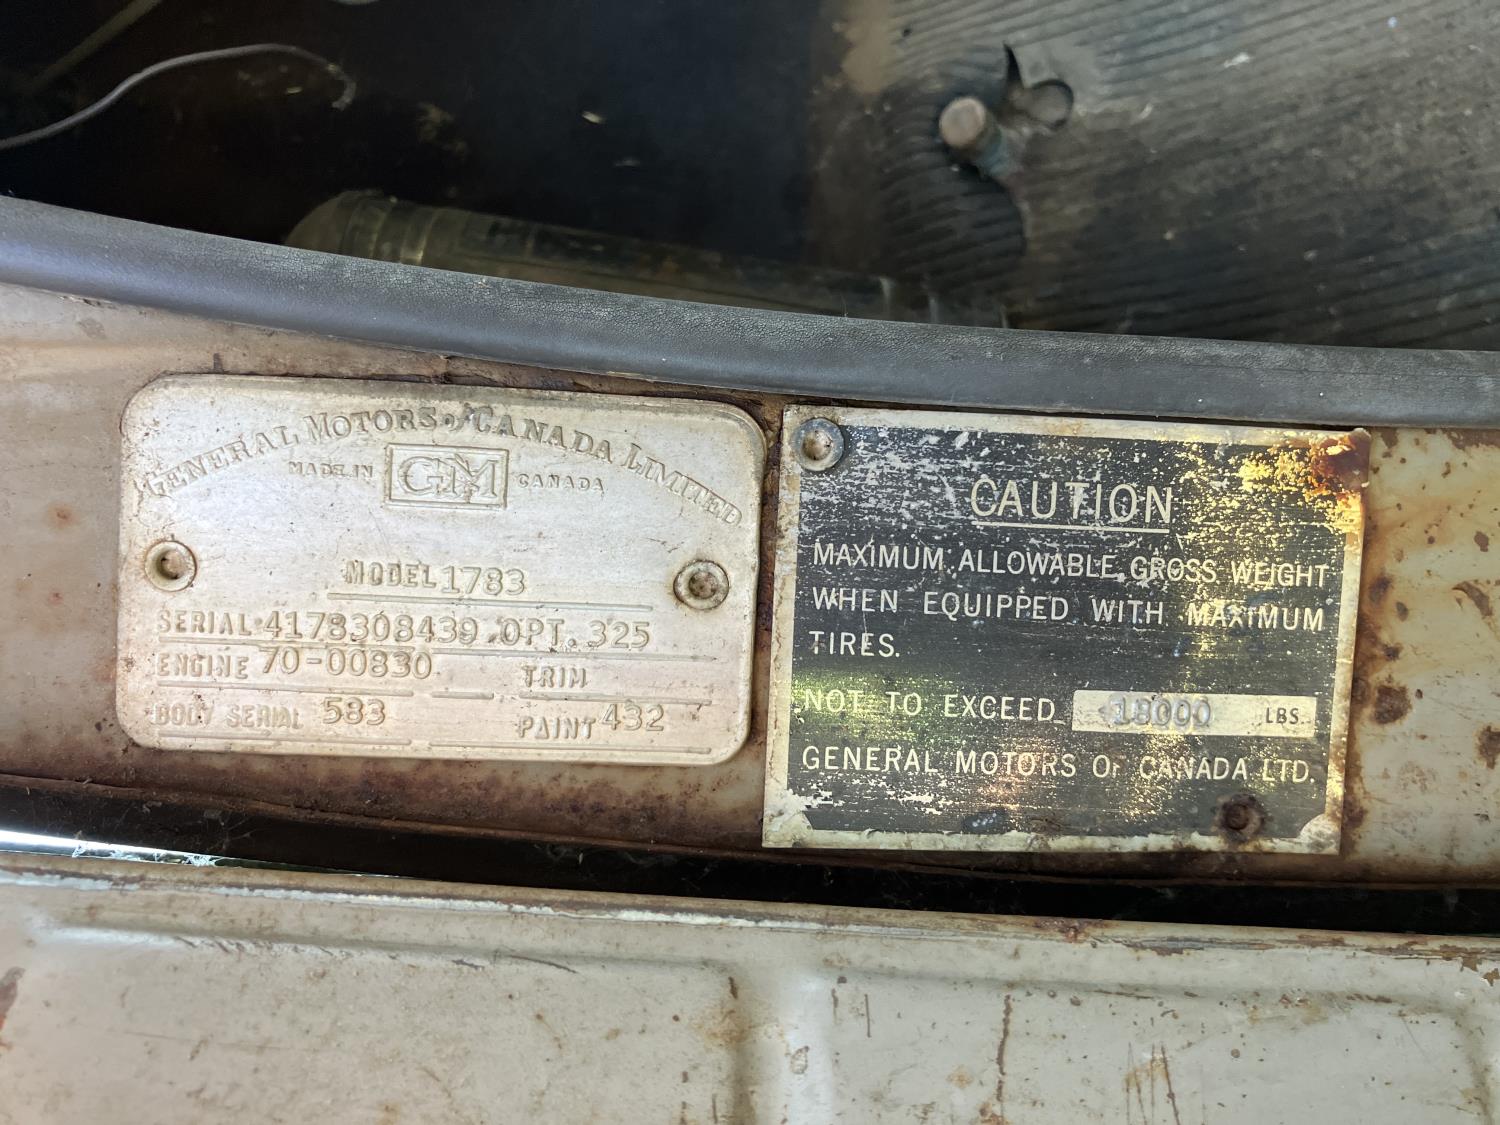 GENERAL MOTORS OF CANADA LIMITED
MADE IN GM CANADA
MODEL 1783
SERIAL 4178308439 OPT. 325
ENGINE 70-00830 TRIM
BODY SERIAL 583 PAINT 432
CAUTION
MAXIMUM ALLOWABLE GROSS WEIGHT
WHEN EQUIPPED WITH MAXIMUM
TIRES.
NOT TO EXCEED 18000 LBS.
GENERAL MOTORS OF CANADA LTD.